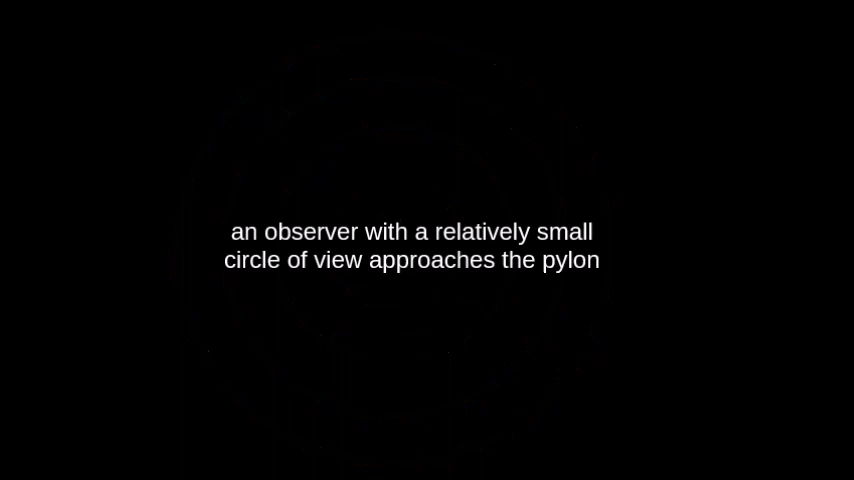 an observer with a relatively small
circle of view approaches the pylon